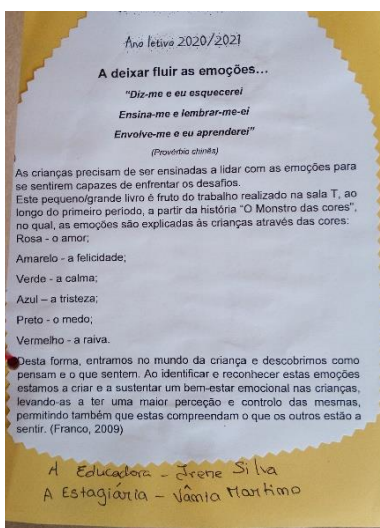 Ano letivo 2020/2021
A deixar fluir as emoções...
"Diz-me e eu esquecerei
Ensina-me e lembrar-me-ei
Envolve-me e eu aprenderei"
(Provérbio chinês)
As crianças precisam de ser ensinadas a lidar com as emoções para
se sentirem capazes de enfrentar os desafios.
Este pequeno/grande livro é fruto do trabalho realizado na sala T, ao
longo do primeiro período, a partir da história "O Monstro das cores",
no qual, as emoções são explicadas às crianças através das cores:
Rosa - o amor;
Amarelo - a felicidade;
Verde - a calma;
Azul – a tristeza;
Preto - o medo;
Vermelho - a raiva.
Desta forma, entramos no mundo da criança e descobrimos como
pensam e o que sentem. Ao identificar e reconhecer estas emoções
estamos a criar e a sustentar um bem-estar emocional nas crianças,
levando-as a ter uma maior perceção e controlo das mesmas,
permitindo também que estas compreendam o que os outros estão a
sentir. (Franco, 2009)
A Educadora - Irene Silva
A Estagiária - Vânia Martimo